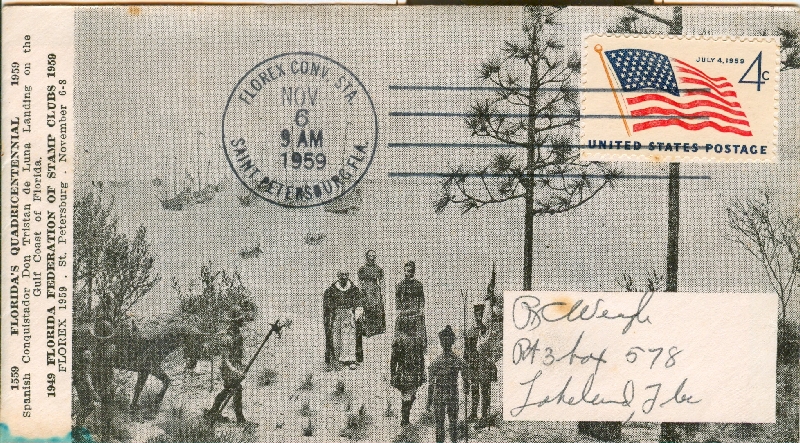 1559 FLORIDA'S QUADRICENTENNIAL 1959
Spanish Conquistador Don Tristan de Luna Landing on the
Gulf Coast of Florida.
1949 FLORIDA FEDERATION OF STAMP CLUBS 1959
FLOREX 1959 . St. Petersburg . November 6-8
FLOREX CONV. STA.
NOV
6
9 AM
1959
SAINT PETERSBURG, FLA.
JULY 4, 1959
4c
UNITED STATES POSTAGE
Rt 3 box 578
Lakeland, Fla